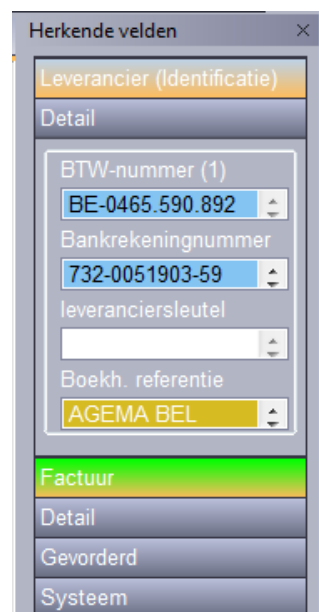 Herkende velden
Leverancier (Identificatie)
Detail
BTW-nummer (1)
BE-0465.590.892
Bankrekeningnummer
732-0051903-59
leveranciersleutel
Boekh. referentie
AGEMA BEL
Factuur
Detail
Gevorderd
Systeem